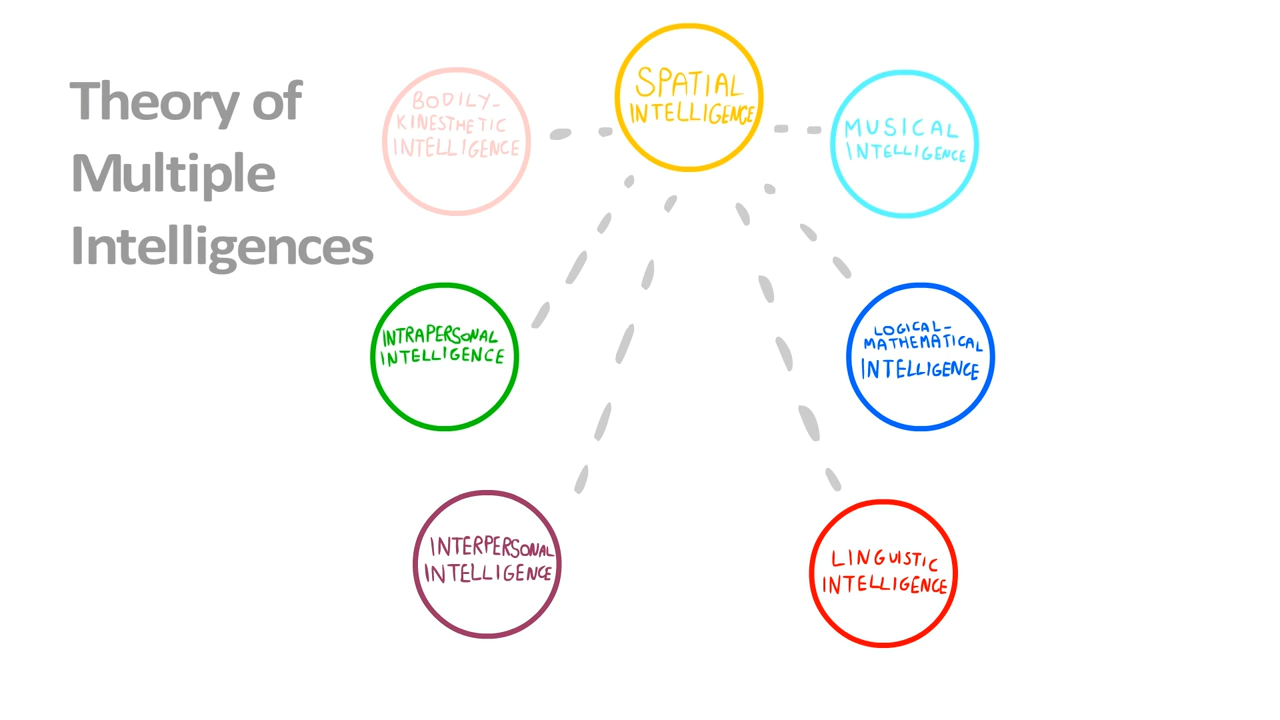 Theory of
Multiple
Intelligences
BODILY-
KINESTHETIC
INTELLIGENCE
SPATIAL
INTELLIGENCE
MUSICAL
INTELLIGENCE
INTRAPERSONAL
INTELLIGENCE
LOGICAL-
MATHEMATICAL
INTELLIGENCE
INTERPERSONAL
INTELLIGENCE
LINGUISTIC
INTELLIGENCE